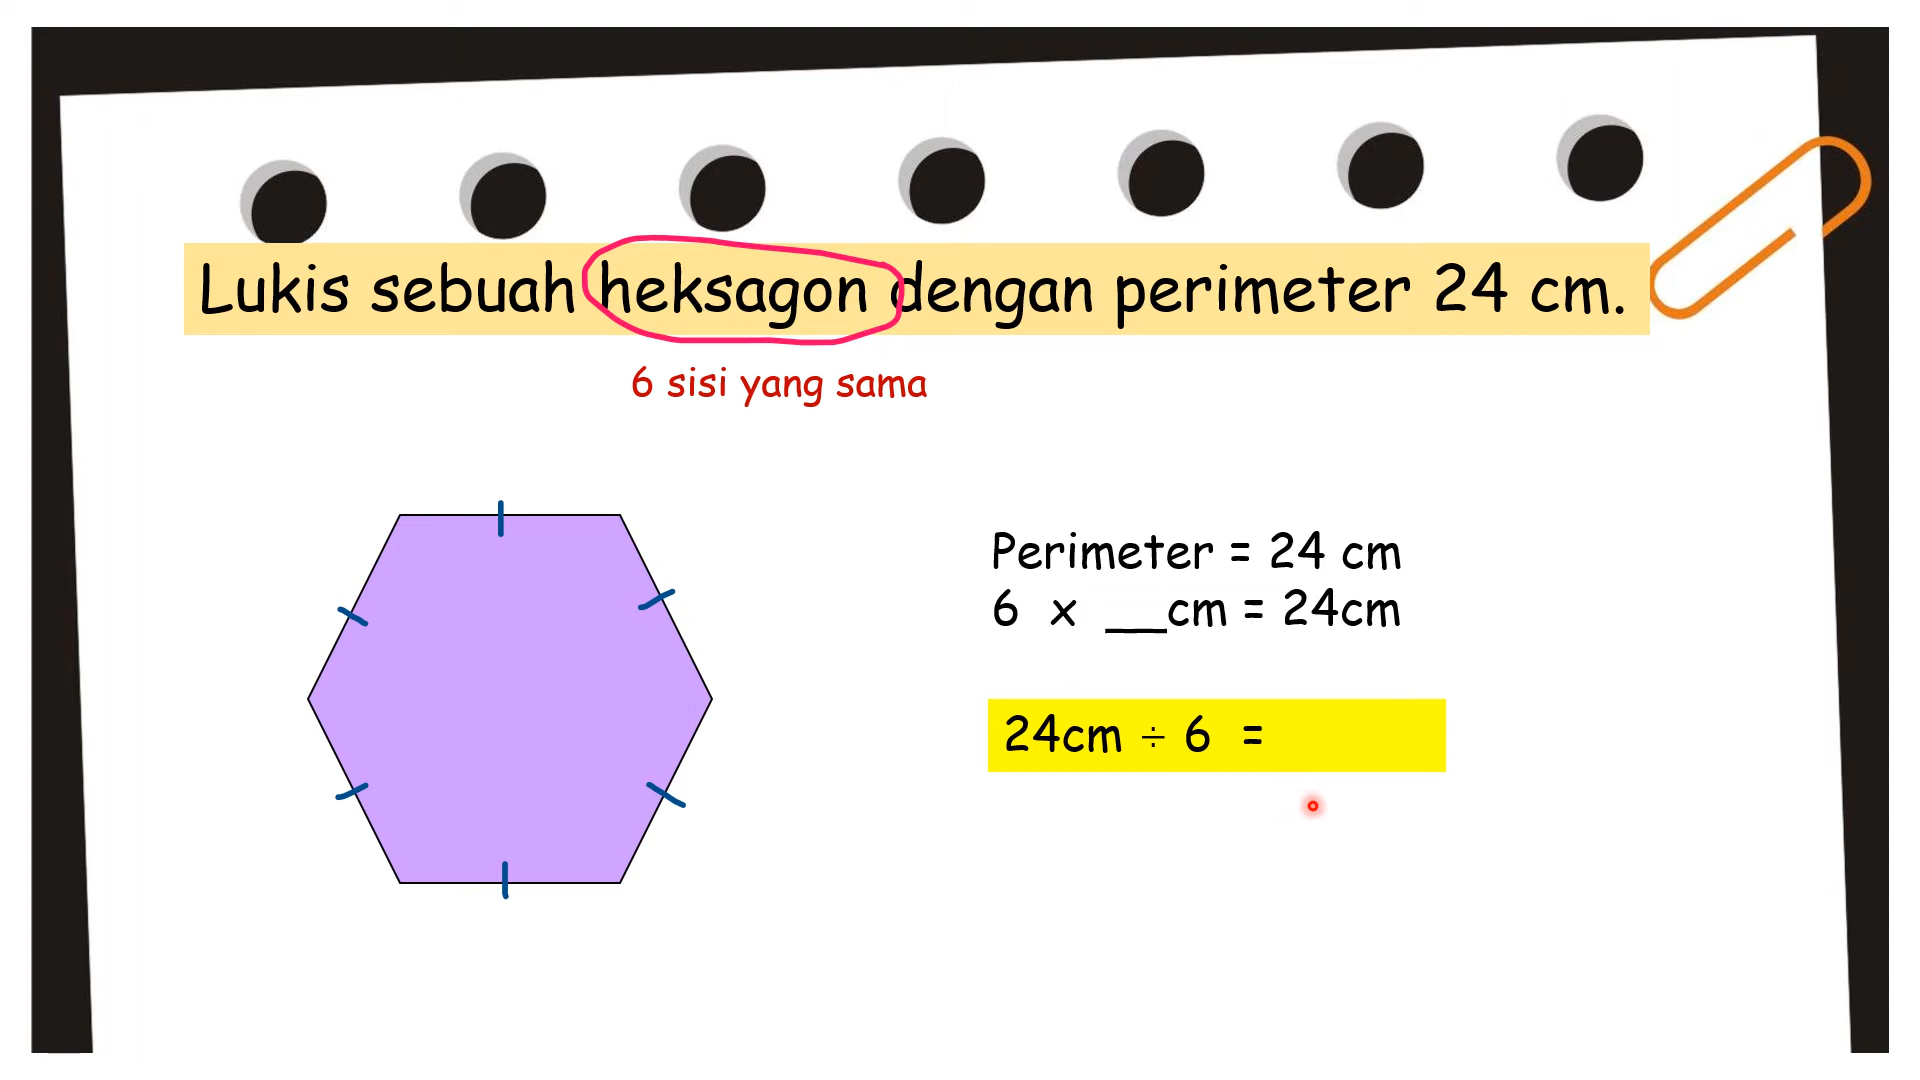 Lukis sebuah heksagon dengan perimeter 24 cm.
6 sisi yang sama
Perimeter = 24 cm
6 x __cm = 24cm
24cm ÷ 6 =